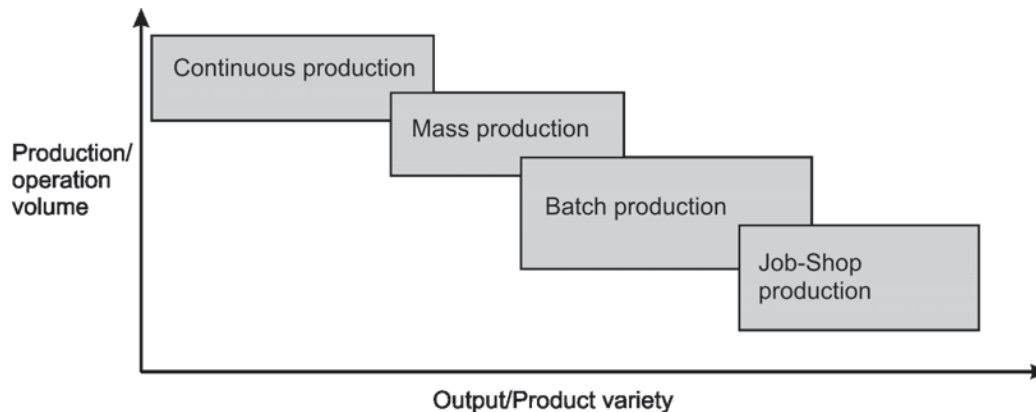 Continuous production
Mass production
Production/
operation
volume
Batch production
Job-Shop
production
Output/Product variety